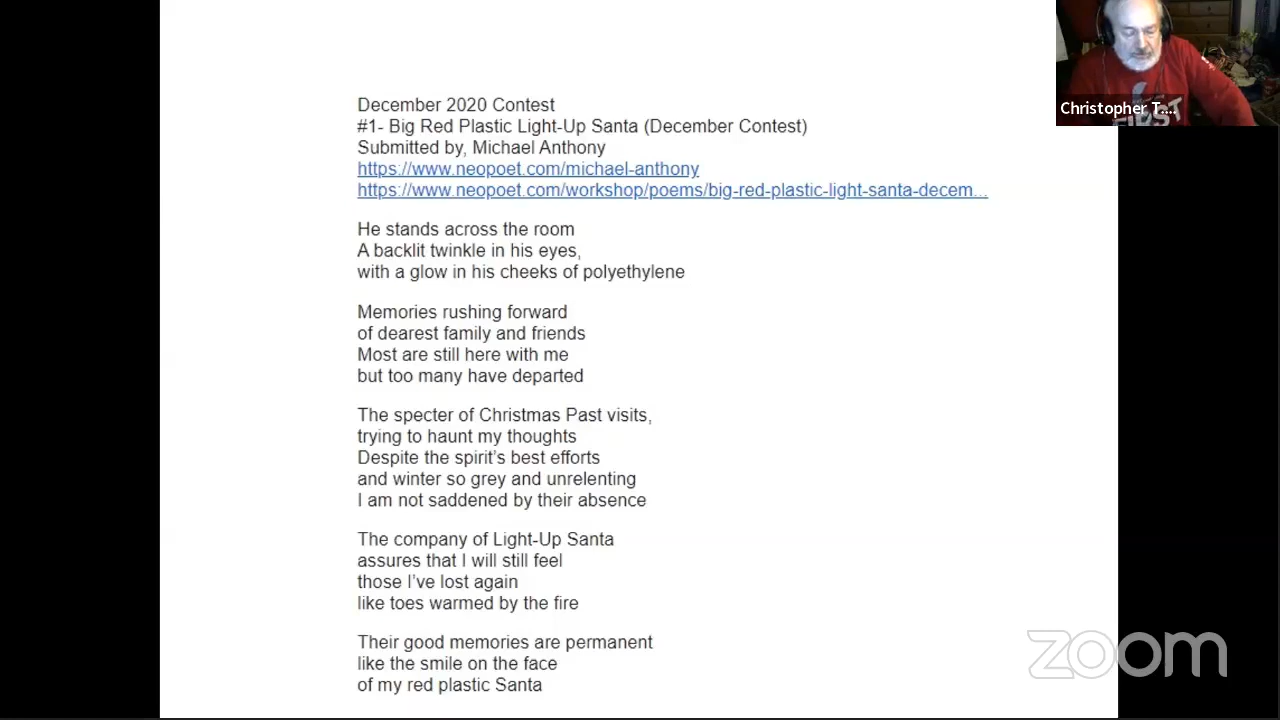 December 2020 Contest
#1- Big Red Plastic Light-Up Santa (December Contest)
Submitted by, Michael Anthony
https://www.neopoet.com/michael-anthony
https://www.neopoet.com/workshop/poems/big-red-plastic-light-santa-decem...
He stands across the room
A backlit twinkle in his eyes,
with a glow in his cheeks of polyethylene
Memories rushing forward
of dearest family and friends
Most are still here with me
but too many have departed
The specter of Christmas Past visits,
trying to haunt my thoughts
Despite the spirit’s best efforts
and winter so grey and unrelenting
I am not saddened by their absence
The company of Light-Up Santa
assures that I will still feel
those I’ve lost again
like toes warmed by the fire
Their good memories are permanent
like the smile on the face
of my red plastic Santa
Christopher T....
FIRST
zoom